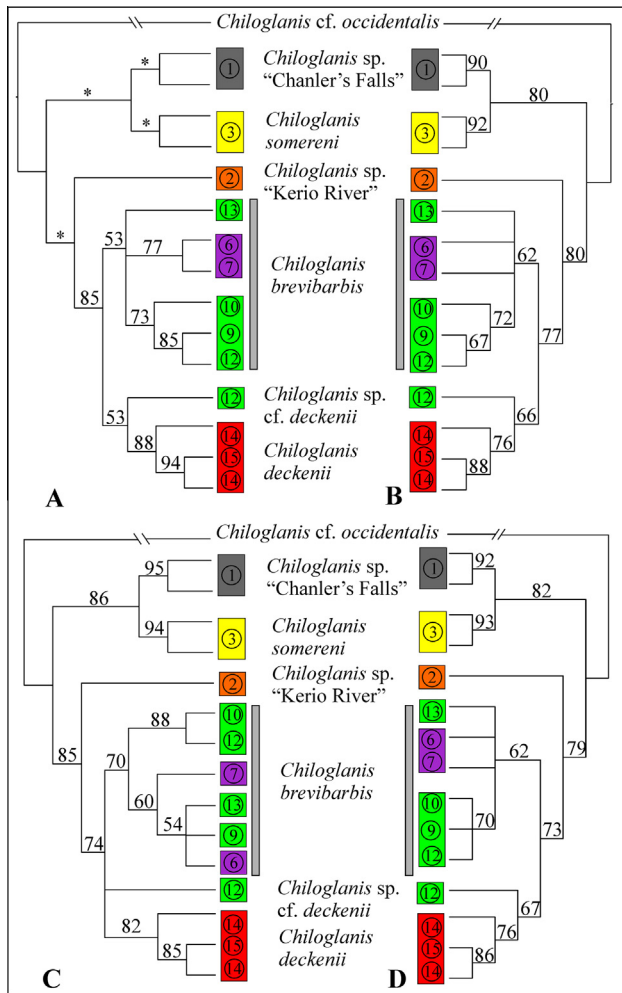 Chiloglanis cf. occidentalis
* * 1 Chiloglanis sp. 1 90
“Chanler’s Falls” 80
* 3 Chiloglanis 3 92
somereni
2 Chiloglanis sp. 2
“Kerio River”
* 53 13 13
77 6 6 62 80
7 Chiloglanis 7
85 brevibarbis
73 10 10 72
85 9 9 67 77
12 12
53 12 Chiloglanis sp. 12 66
cf. deckenii
88 14 Chiloglanis 14 76
94 15 deckenii 15 88
14 14
A B
Chiloglanis cf. occidentalis
95 1 Chiloglanis sp. 1 92
86 “Chanler’s Falls” 82
94 3 Chiloglanis 3 93
somereni
2 Chiloglanis sp. 2
85 “Kerio River” 79
88 10 13
12 6 62
70 7 Chiloglanis 7
60 13 brevibarbis 10
54 9 9 70 73
74 6 12
12 Chiloglanis sp. 12 67
cf. deckenii
82 14 Chiloglanis 14 76
85 15 deckenii 15 86
14 14
C D